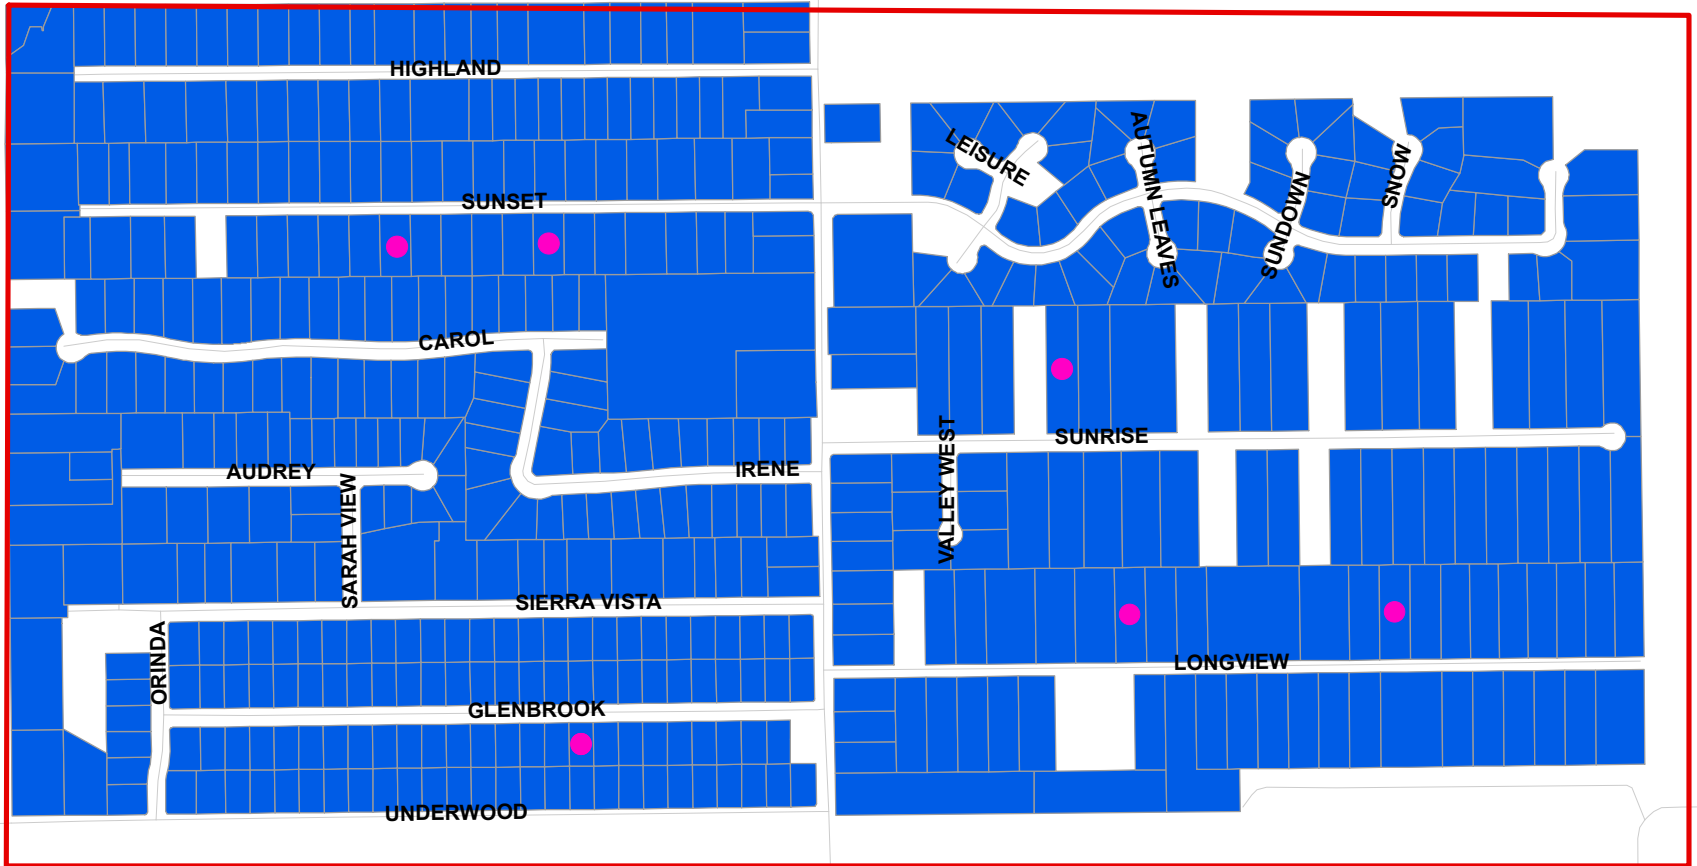 HIGHLAND
LEISURE
AUTUMN LEAVES
SNOW
SUNSET
SUNDOWN
CAROL
SUNRISE
AUDREY
IRENE
VALLEY WEST
SARAH VIEW
SIERRA VISTA
ORINDA
LONGVIEW
GLENBROOK
UNDERWOOD